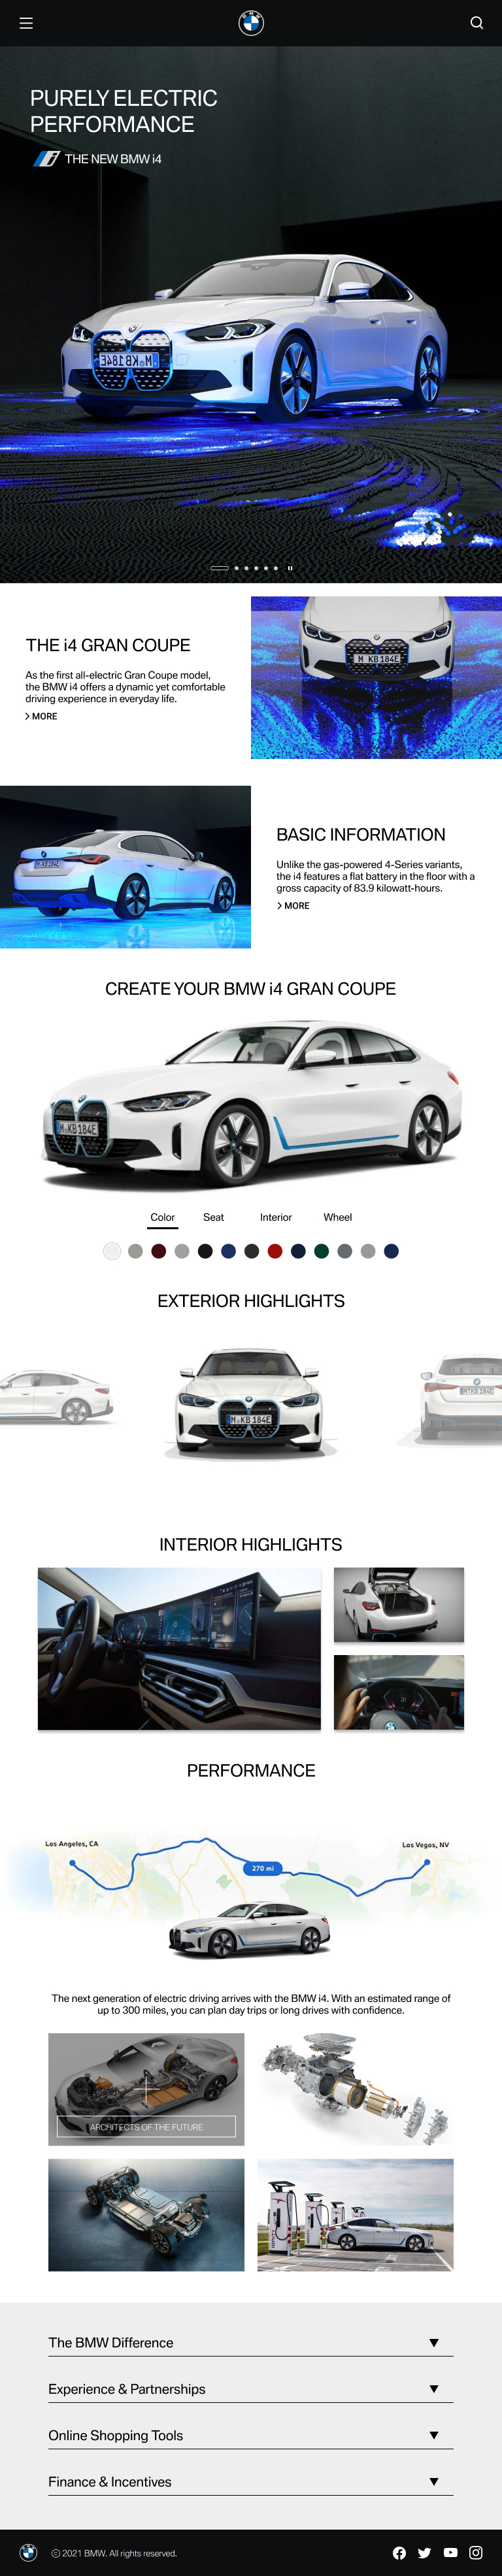 PURELY ELECTRIC
PERFORMANCE
THE NEW BMW i4
M KB184E
THE i4 GRAN COUPE
As the first all-electric Gran Coupe model,
the BMW i4 offers a dynamic yet comfortable
driving experience in everyday life.
MORE
M KB184E
BASIC INFORMATION
Unlike the gas-powered 4-Series variants,
the i4 features a flat battery in the floor with a
gross capacity of 83.9 kilowatt-hours.
MORE
CREATE YOUR BMW i4 GRAN COUPE
M KB184E
Color Seat Interior Wheel
EXTERIOR HIGHLIGHTS
M KB184E
M KB184E
INTERIOR HIGHLIGHTS
PERFORMANCE
Los Angeles, CA
Las Vegas, NV
270 mi
The next generation of electric driving arrives with the BMW i4. With an estimated range of
up to 300 miles, you can plan day trips or long drives with confidence.
ARCHITECTS OF THE FUTURE
The BMW Difference
Experience & Partnerships
Online Shopping Tools
Finance & Incentives
© 2021 BMW. All rights reserved.